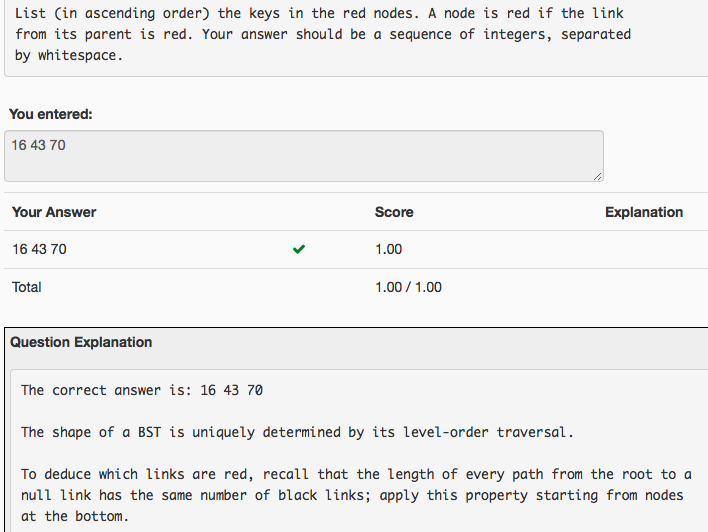 List (in ascending order) the keys in the red nodes. A node is red if the link
from its parent is red. Your answer should be a sequence of integers, separated
by whitespace.
You entered:
16 43 70
Your Answer Score Explanation
16 43 70 ✔ 1.00
Total 1.00 / 1.00
Question Explanation
The correct answer is: 16 43 70
The shape of a BST is uniquely determined by its level-order traversal.
To deduce which links are red, recall that the length of every path from the root to a
null link has the same number of black links; apply this property starting from nodes
at the bottom.